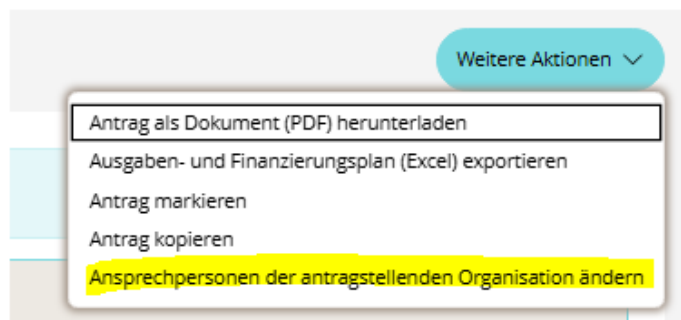 Weitere Aktionen
Antrag als Dokument (PDF) herunterladen
Ausgaben- und Finanzierungsplan (Excel) exportieren
Antrag markieren
Antrag kopieren
Ansprechpersonen der antragstellenden Organisation ändern